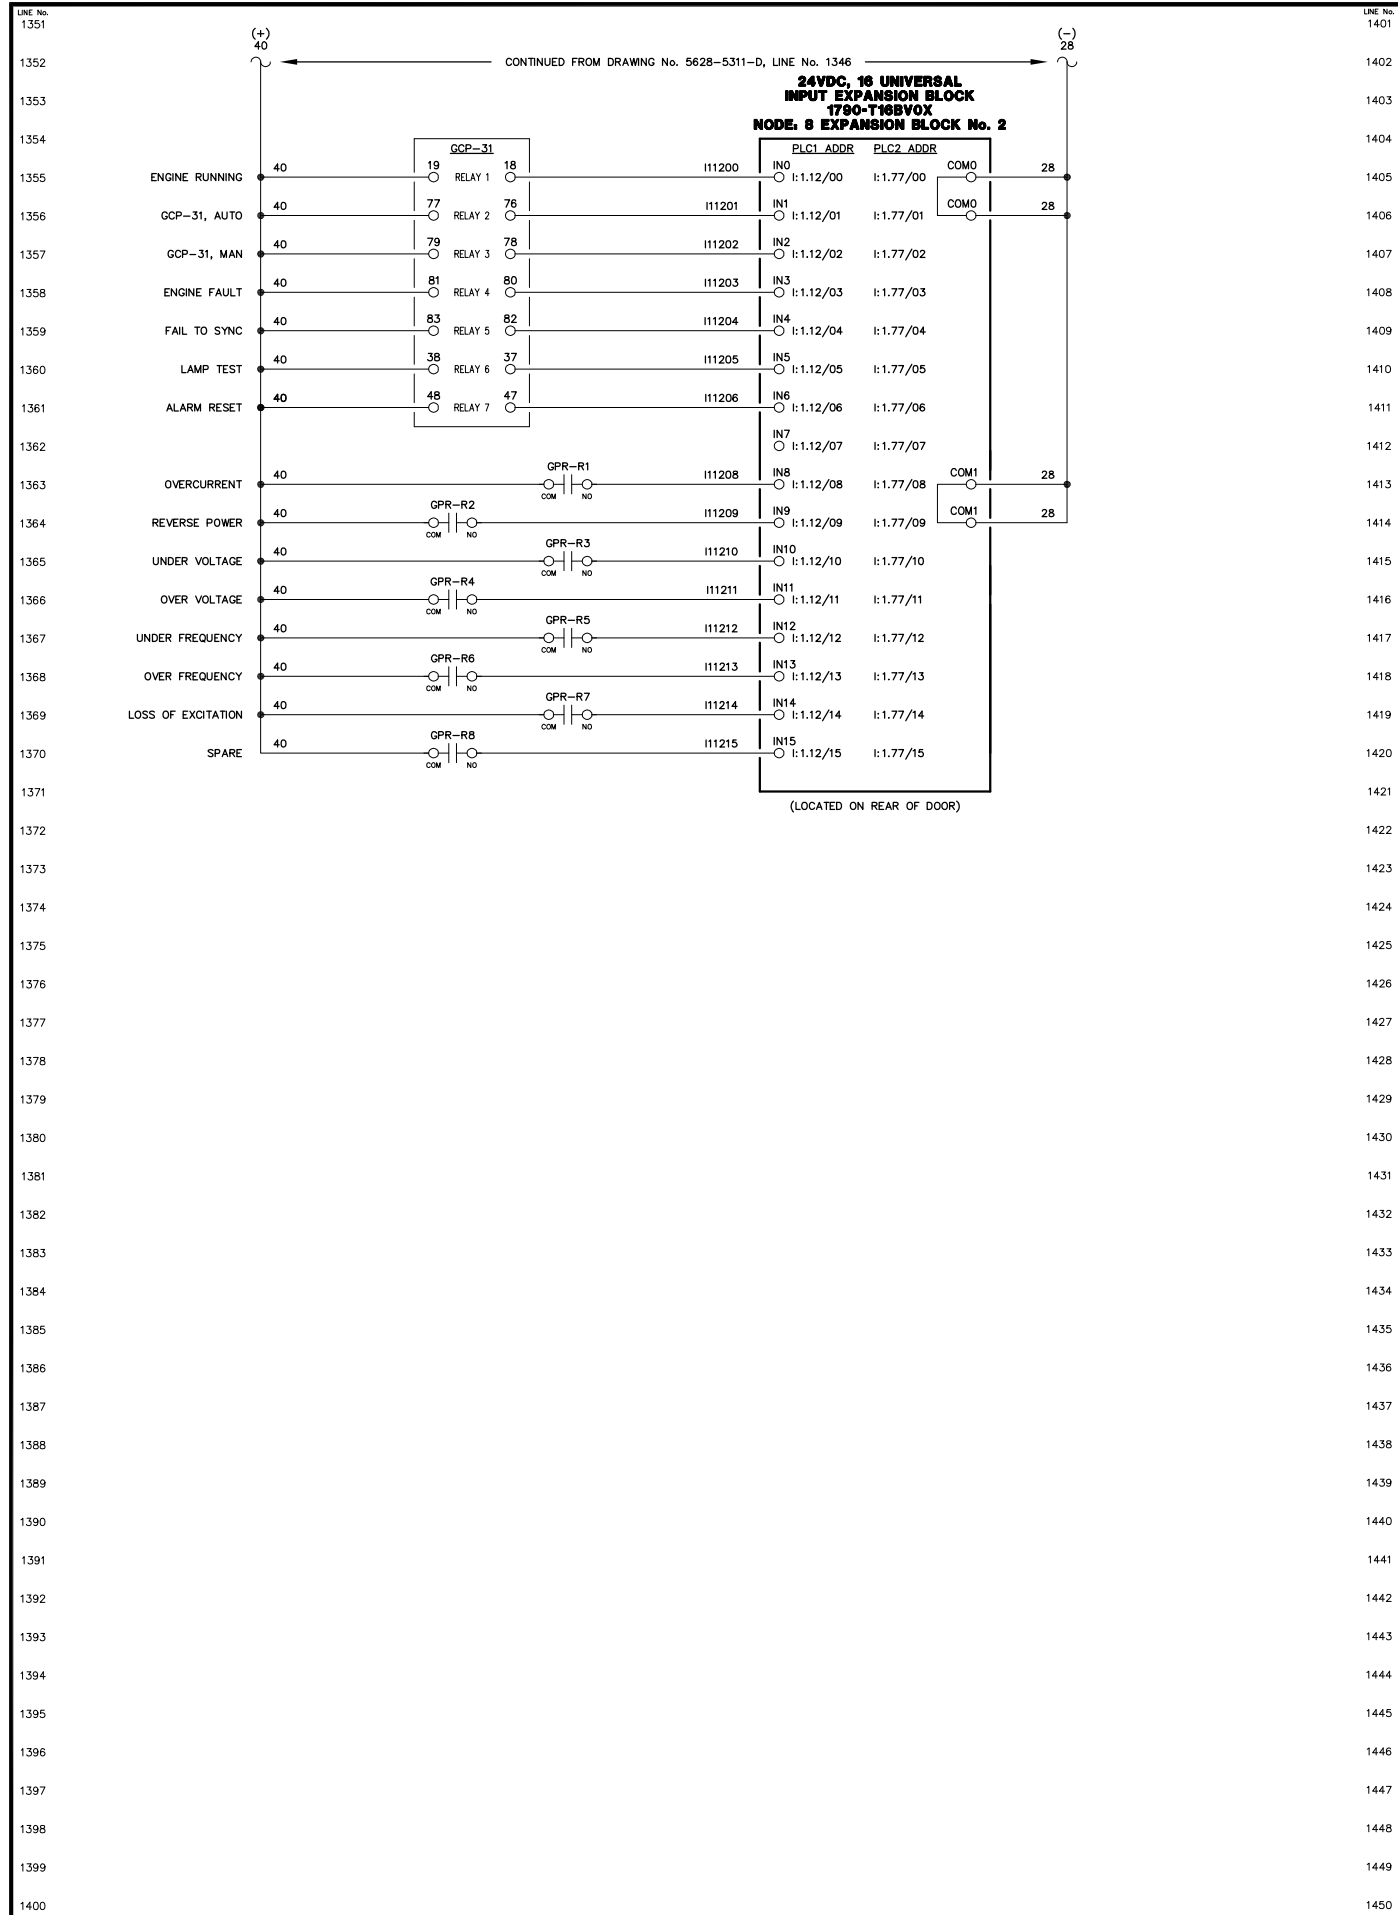 LINE No. LINE No.
1351 1401
(+) (−)
40 28
1352 CONTINUED FROM DRAWING No. 5628−5311−D, LINE No. 1346 1402
24VDC, 16 UNIVERSAL
1353 INPUT EXPANSION BLOCK 1403
1790-T16BV0X
NODE: 8 EXPANSION BLOCK No. 2
1354 1404
GCP−31 PLC1 ADDR PLC2 ADDR
40 19 18 I11200 IN0 COM0 28
1355 ENGINE RUNNING RELAY 1 I:1.12/00 I:1.77/00 1405
40 77 76 I11201 IN1 COM0 28
1356 GCP−31, AUTO RELAY 2 I:1.12/01 I:1.77/01 1406
40 79 78 I11202 IN2
1357 GCP−31, MAN RELAY 3 I:1.12/02 I:1.77/02 1407
40 81 80 I11203 IN3
1358 ENGINE FAULT RELAY 4 I:1.12/03 I:1.77/03 1408
40 83 82 I11204 IN4
1359 FAIL TO SYNC RELAY 5 I:1.12/04 I:1.77/04 1409
40 38 37 I11205 IN5
1360 LAMP TEST RELAY 6 I:1.12/05 I:1.77/05 1410
40 48 47 I11206 IN6
1361 ALARM RESET RELAY 7 I:1.12/06 I:1.77/06 1411
IN7
1362 I:1.12/07 I:1.77/07 1412
40 GPR−R1 I11208 IN8 COM1 28
1363 OVERCURRENT I:1.12/08 I:1.77/08 1413
COM NO
40 GPR−R2 I11209 IN9 COM1 28
1364 REVERSE POWER I:1.12/09 I:1.77/09 1414
COM NO
40 GPR−R3 I11210 IN10
1365 UNDER VOLTAGE I:1.12/10 I:1.77/10 1415
COM NO
40 GPR−R4 I11211 IN11
1366 OVER VOLTAGE I:1.12/11 I:1.77/11 1416
COM NO
40 GPR−R5 I11212 IN12
1367 UNDER FREQUENCY I:1.12/12 I:1.77/12 1417
COM NO
40 GPR−R6 I11213 IN13
1368 OVER FREQUENCY I:1.12/13 I:1.77/13 1418
COM NO
40 GPR−R7 I11214 IN14
1369 LOSS OF EXCITATION I:1.12/14 I:1.77/14 1419
COM NO
40 GPR−R8 I11215 IN15
1370 SPARE I:1.12/15 I:1.77/15 1420
COM NO
1371 1421
(LOCATED ON REAR OF DOOR)
1372 1422
1373 1423
1374 1424
1375 1425
1376 1426
1377 1427
1378 1428
1379 1429
1380 1430
1381 1431
1382 1432
1383 1433
1384 1434
1385 1435
1386 1436
1387 1437
1388 1438
1389 1439
1390 1440
1391 1441
1392 1442
1393 1443
1394 1444
1395 1445
1396 1446
1397 1447
1398 1448
1399 1449
1400 1450